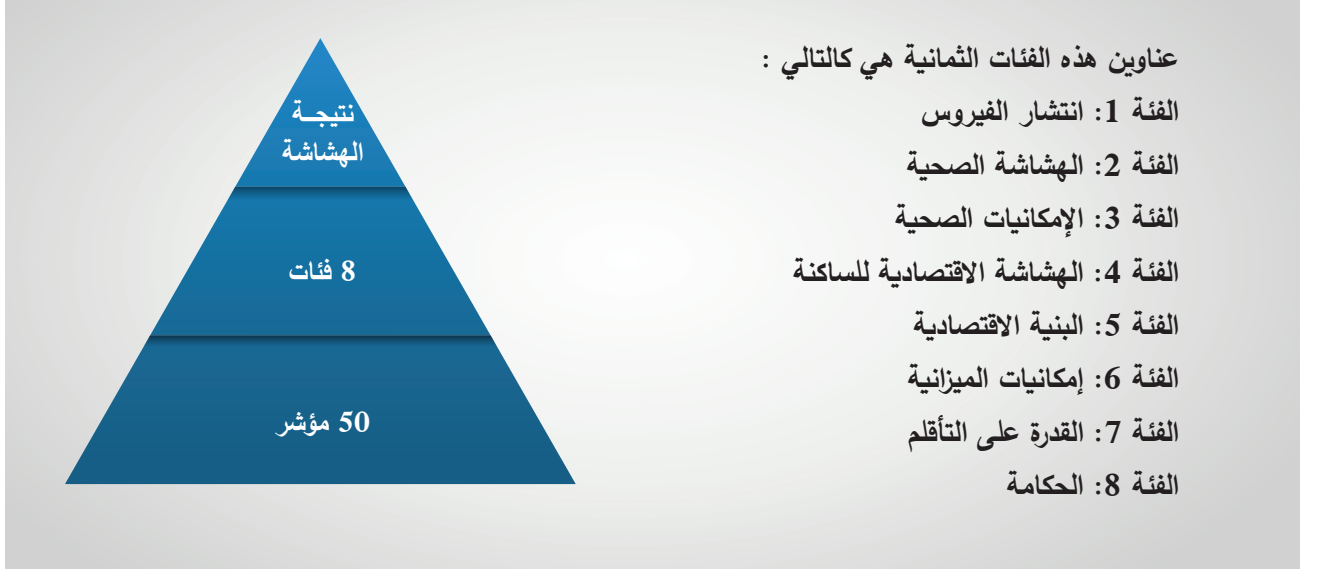 عناوين هذه الفئات الثمانية هي كالتالي :
الفئة 1: انتشار الفيروس
الفئة 2: الهشاشة الصحية
الفئة 3: الإمكانيات الصحية
الفئة 4: الهشاشة الاقتصادية للساكنة
الفئة 5: البنية الاقتصادية
الفئة 6: إمكانيات الميزانية
الفئة 7: القدرة على التأقلم
الفئة 8: الحكامة
نتيجــة
الهشاشة
8 فئات
50 مؤشر